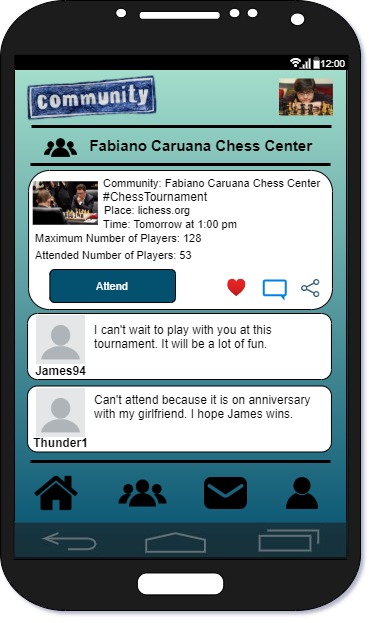 12:00
community
Fabiano Caruana Chess Center
Community: Fabiano Caruana Chess Center
#ChessTournament
Place: lichess.org
Time: Tomorrow at 1:00 pm
Maximum Number of Players: 128
Attended Number of Players: 53
Attend
I can't wait to play with you at this
tournament. It will be a lot of fun.
James94
Can't attend because it is on anniversary
with my girlfriend. I hope James wins.
Thunder1